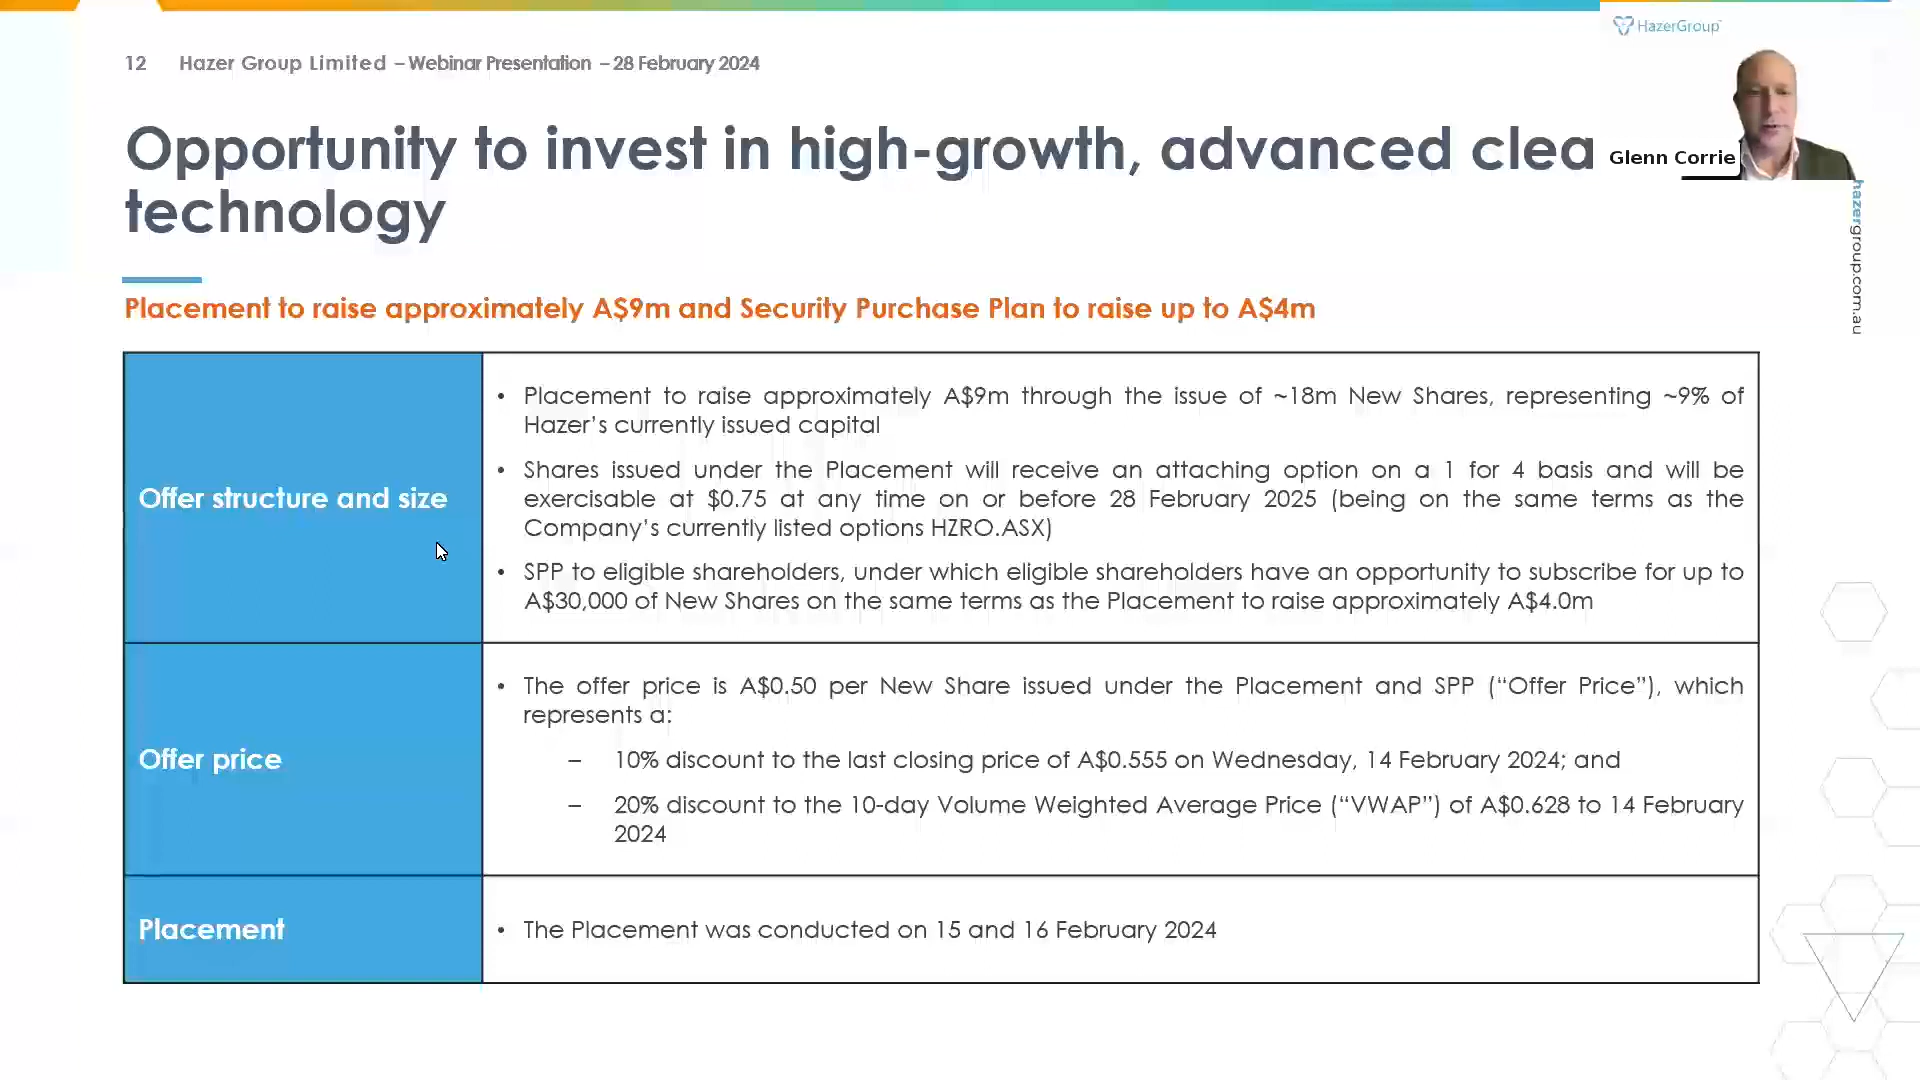 HazerGroup
12 Hazer Group Limited – Webinar Presentation – 28 February 2024
Opportunity to invest in high-growth, advanced clea
technology
Glenn Corrie
hazergroup.com.au
Placement to raise approximately A$9m and Security Purchase Plan to raise up to A$4m
Offer structure and size
• Placement to raise approximately A$9m through the issue of ~18m New Shares, representing ~9% of
Hazer’s currently issued capital
• Shares issued under the Placement will receive an attaching option on a 1 for 4 basis and will be
exercisable at $0.75 at any time on or before 28 February 2025 (being on the same terms as the
Company’s currently listed options HZRO.ASX)
• SPP to eligible shareholders, under which eligible shareholders have an opportunity to subscribe for up to
A$30,000 of New Shares on the same terms as the Placement to raise approximately A$4.0m
Offer price
• The offer price is A$0.50 per New Share issued under the Placement and SPP (“Offer Price”), which
represents a:
– 10% discount to the last closing price of A$0.555 on Wednesday, 14 February 2024; and
– 20% discount to the 10-day Volume Weighted Average Price (“VWAP”) of A$0.628 to 14 February
2024
Placement
• The Placement was conducted on 15 and 16 February 2024